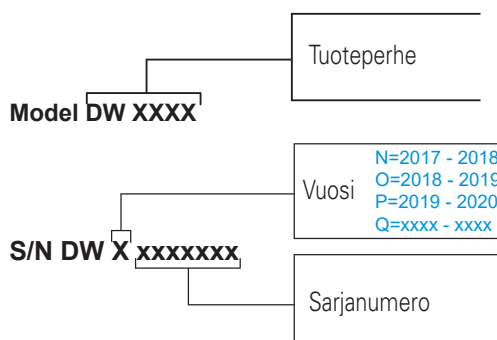 Tuoteperhe
Model DW XXXX
Vuosi
N=2017 - 2018
O=2018 - 2019
P=2019 - 2020
Q=xxxx - xxxx
S/N DW X xxxxxxx
Sarjanumero